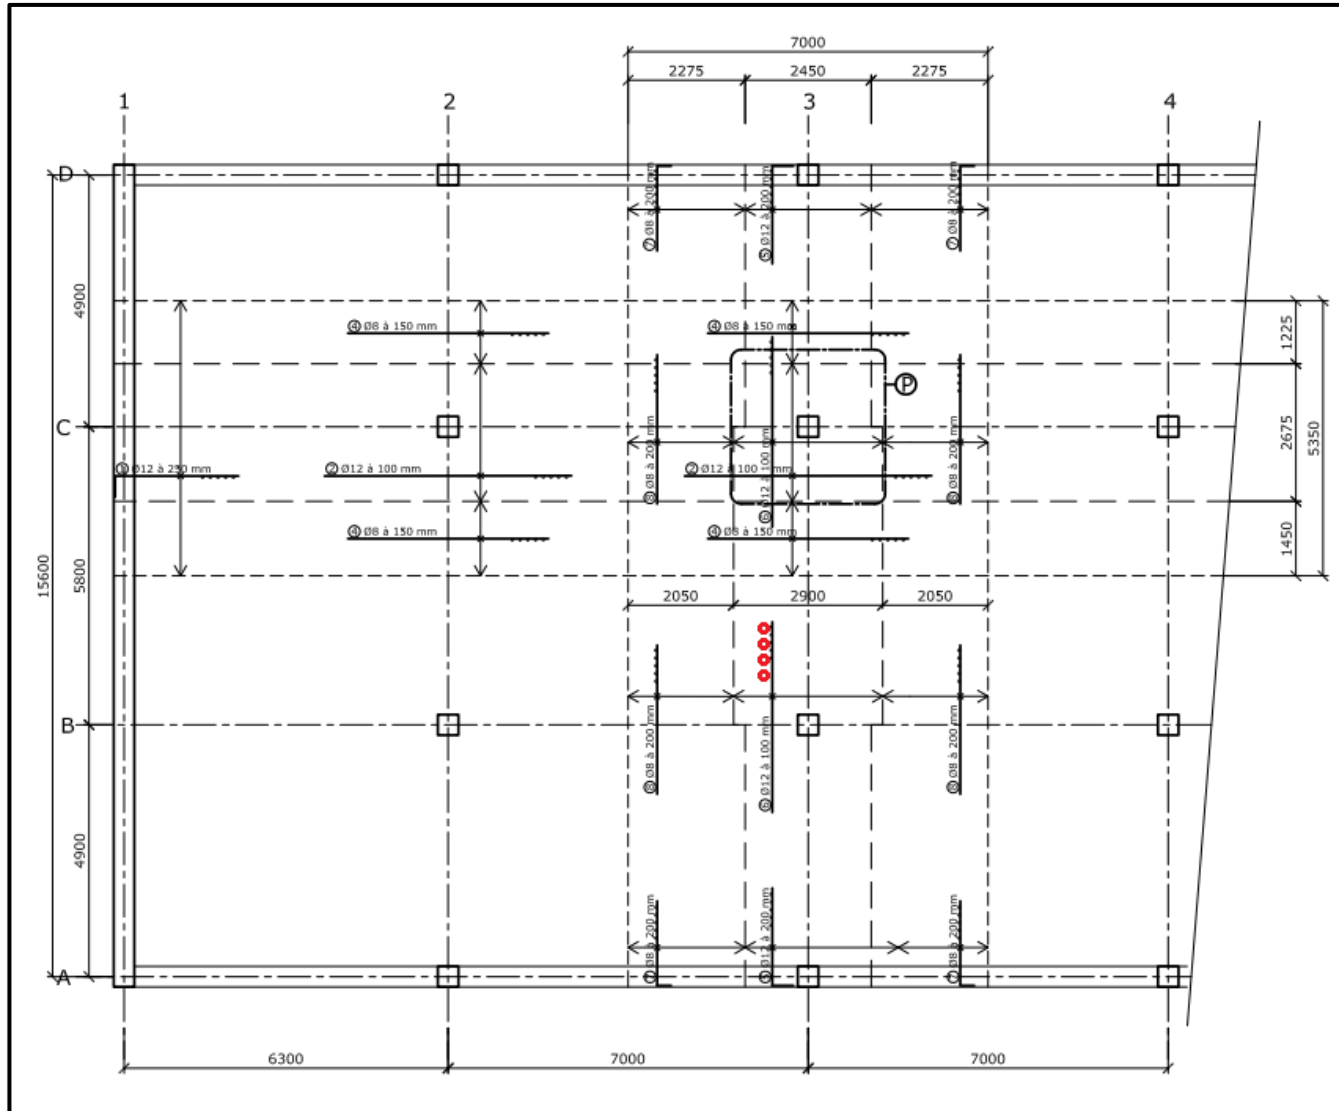 7000
2275 2450 2275
1 2 3 4
D
⑦ Ø8 à 200 mm
⑤ Ø12 à 200 mm
⑦ Ø8 à 200 mm
4900
④ Ø8 à 150 mm
④ Ø8 à 150 mm
1225
P
C
2675
5350
Ø12 à 250 mm
② Ø12 à 100 mm
② Ø12 à 100
⑧ Ø8 à 200 mm
⑥ Ø12 à 100 mm
⑧ Ø8 à 200 mm
④ Ø8 à 150 mm
④ Ø8 à 150 mm
1450
15600
5800
2050 2900 2050
B
⑧ Ø8 à 200 mm
⑥ Ø12 à 100 mm
⑧ Ø8 à 200 mm
4900
⑦ Ø8 à 200 mm
⑤ Ø12 à 200 mm
⑦ Ø8 à 200 mm
A
6300 7000 7000